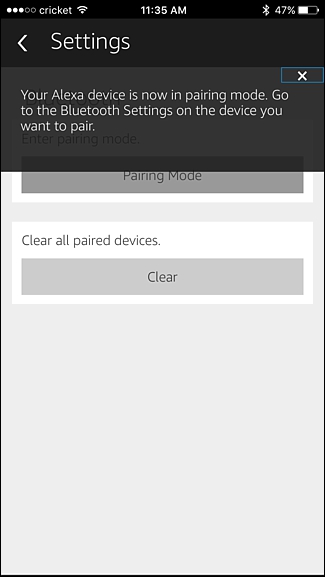 cricket 11:35 AM 47%
Settings
Your Alexa device is now in pairing mode. Go
to the Bluetooth Settings on the device you
want to pair.
Enter pairing mode.
Pairing Mode
Clear all paired devices.
Clear